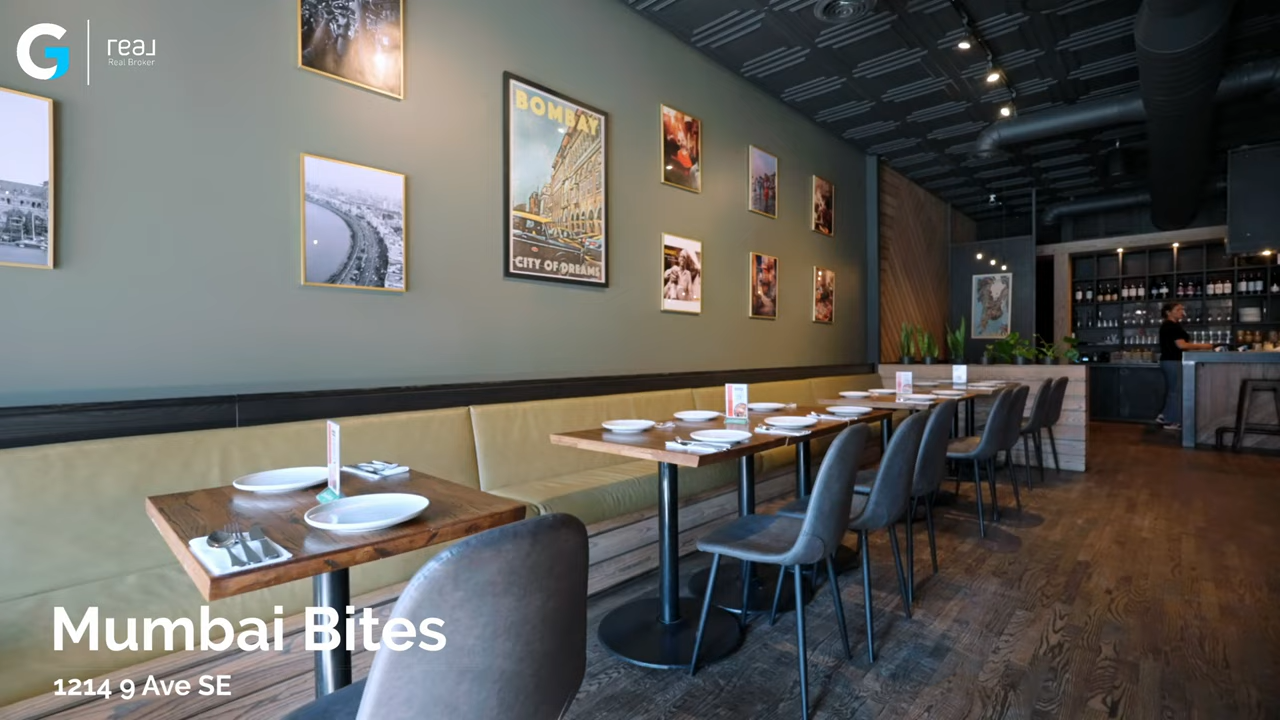 real
Real Broker
BOMBAY
CITY OF DREAMS
Mumbai Bites
1214 9 Ave SE